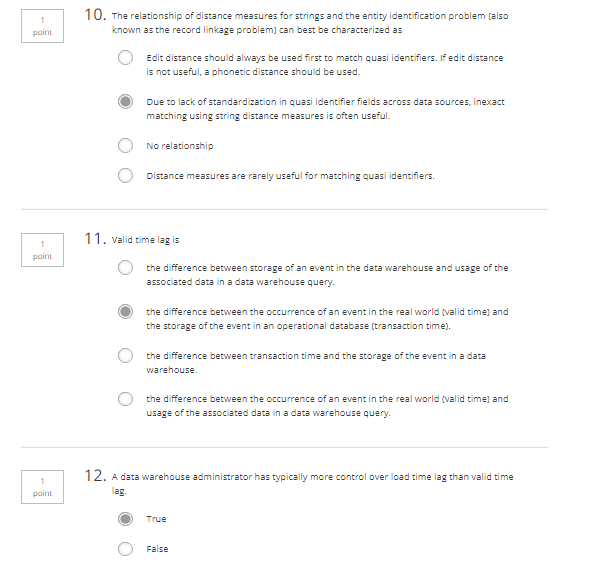 1
point
10. The relationship of distance measures for strings and the entity identification problem (also
known as the record linkage problem) can best be characterized as
Edit distance should always be used first to match quasi identifiers. If edit distance
is not useful, a phonetic distance should be used.
Due to lack of standardization in quasi identifier fields across data sources, inexact
matching using string distance measures is often useful.
No relationship
Distance measures are rarely useful for matching quasi identifiers.
1
point
11. Valid time lag is
the difference between storage of an event in the data warehouse and usage of the
associated data in a data warehouse query.
the difference between the occurrence of an event in the real world (valid time) and
the storage of the event in an operational database (transaction time).
the difference between transaction time and the storage of the event in a data
warehouse.
the difference between the occurrence of an event in the real world (valid time) and
usage of the associated data in a data warehouse query.
1
point
12. A data warehouse administrator has typically more control over load time lag than valid time
lag.
True
False